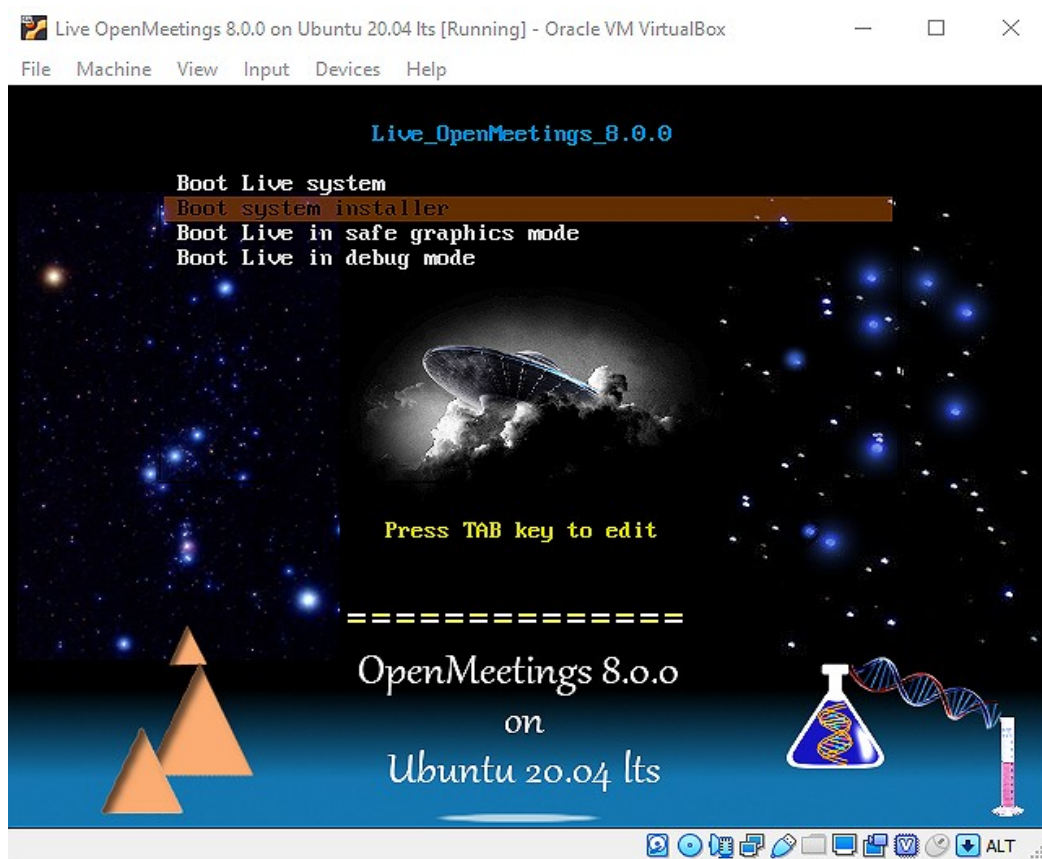 Live OpenMeetings 8.0.0 on Ubuntu 20.04 lts [Running] - Oracle VM VirtualBox
File Machine View Input Devices Help
Live_OpenMeetings_8.0.0
Boot Live system
Boot system installer
Boot Live in safe graphics mode
Boot Live in debug mode
Press TAB key to edit
=============
OpenMeetings 8.0.0
on
Ubuntu 20.04 lts
ALT